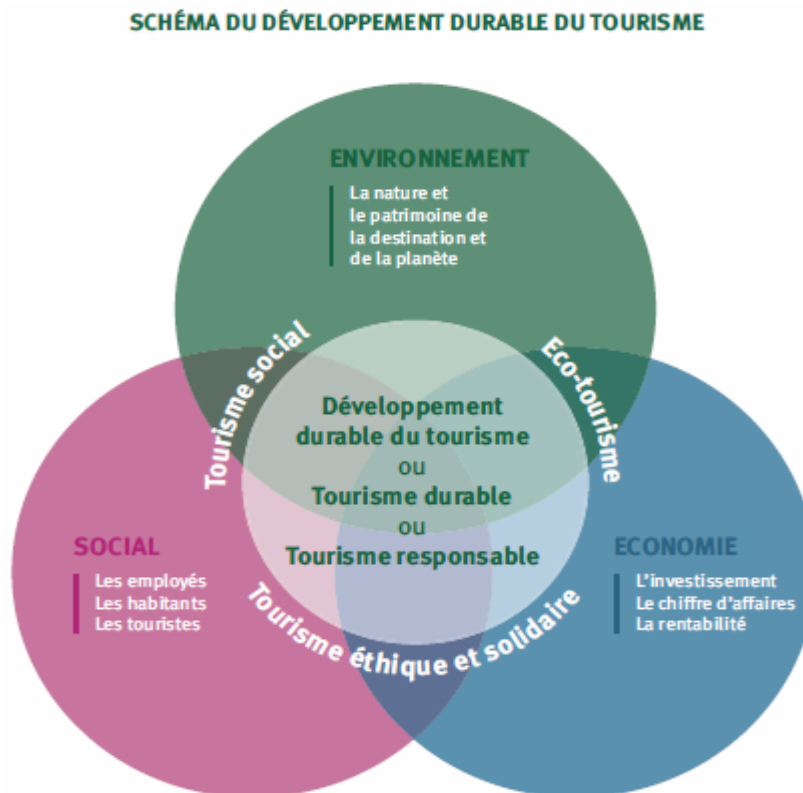 SCHÉMA DU DÉVELOPPEMENT DURABLE DU TOURISME
ENVIRONNEMENT
La nature et
le patrimoine de
la destination et
de la planète
Tourisme social
Eco-tourisme
Développement
durable du tourisme
ou
Tourisme durable
ou
Tourisme responsable
SOCIAL
Les employés
Les habitants
Les touristes
ECONOMIE
L'investissement
Le chiffre d'affaires
La rentabilité
Tourisme éthique et solidaire